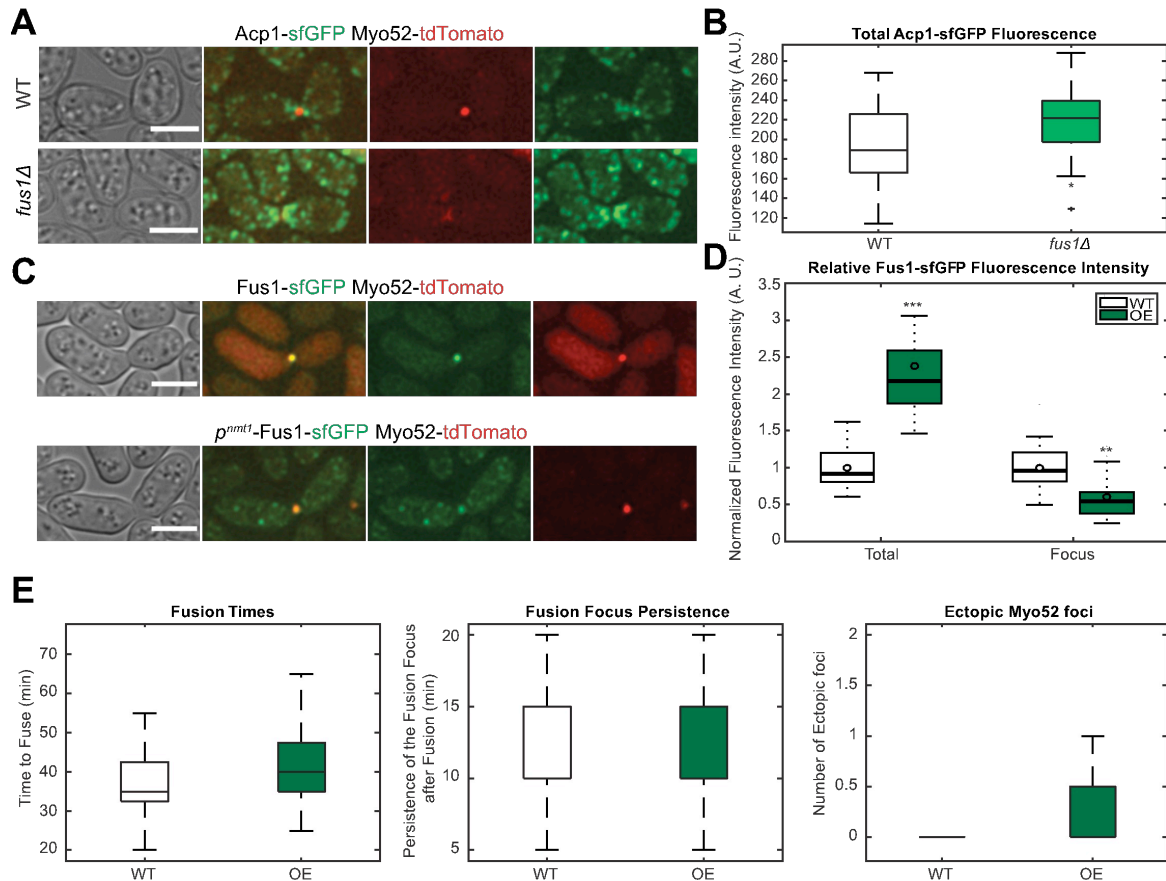 A
Acp1-sfGFP Myo52-tdTomato
WT
fus1Δ
B
Total Acp1-sfGFP Fluorescence
Fluorescence intensity (A.U.)
280
260
240
220
200
180
160
140
120
*
WT
fus1Δ
C
Fus1-sfGFP Myo52-tdTomato
pnmt1-Fus1-sfGFP Myo52-tdTomato
D
Relative Fus1-sfGFP Fluorescence Intensity
Normalized Fluorescence Intensity (A. U.)
3.5
3
2.5
2
1.5
1
0.5
0
***
**
WT
OE
Total
Focus
E
Fusion Times
Time to Fuse (min)
70
60
50
40
30
20
WT
OE
Fusion Focus Persistence
Persistence of the Fusion Focus
after Fusion (min)
20
15
10
5
WT
OE
Ectopic Myo52 foci
Number of Ectopic foci
2
1.5
1
0.5
0
WT
OE